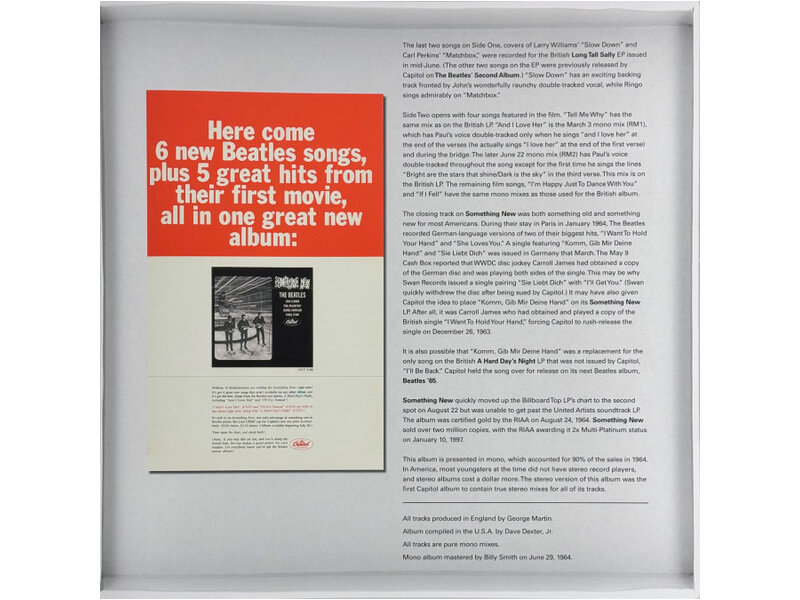 Here come
6 new Beatles songs,
plus 5 great hits from
their first movie,
all in one great new
album:
SOMETHING NEW
THE BEATLES
Capitol
The last two songs on Side One, covers of Larry Williams' "Slow Down" and
Carl Perkins' "Matchbox," were recorded for the British Long Tall Sally EP issued
in mid-June. (The other two songs on the EP were previously released by
Capitol on The Beatles' Second Album.) "Slow Down" has an exciting backing
track fronted by John's wonderfully raunchy double-tracked vocal, while Ringo
sings admirably on "Matchbox."
Side Two opens with four songs featured in the film. "Tell Me Why" has the
same mix as on the British LP. "And I Love Her" is the March 3 mono mix (RM1),
which has Paul's voice double-tracked only when he sings "and I love her" at
the end of the verses (he actually sings "I love her" at the end of the first verse)
and during the bridge. The later June 22 mono mix (RM2) has Paul's voice
double-tracked throughout the song except for the first time he sings the lines
"Bright are the stars that shine/Dark is the sky" in the third verse. This mix is on
the British LP. The remaining film songs, "I'm Happy Just To Dance With You"
and "If I Fell" have the same mono mixes as those used for the British album.
The closing track on Something New was both something old and something
new for most Americans. During their stay in Paris in January 1964, The Beatles
recorded German-language versions of two of their biggest hits, "I Want To Hold
Your Hand" and "She Loves You." A single featuring "Komm, Gib Mir Deine
Hand" and "Sie Liebt Dich" was issued in Germany that March. The May 9
Cash Box reported that WWDC disc jockey Carroll James had obtained a copy
of the German disc and was playing both sides of the single. This may be why
Swan Records issued a single pairing "Sie Liebt Dich" with "I'll Get You." (Swan
quickly withdrew the disc after being sued by Capitol.) It may have also given
Capitol the idea to place "Komm, Gib Mir Deine Hand" on its Something New
LP. After all, it was Carroll James who had obtained and played a copy of the
British single "I Want To Hold Your Hand," forcing Capitol to rush-release the
single on December 26, 1963.
It is also possible that "Komm, Gib Mir Deine Hand" was a replacement for the
only song on the British A Hard Day's Night LP that was not issued by Capitol,
"I'll Be Back." Capitol held the song over for release on its next Beatles album,
Beatles '65.
Something New quickly moved up the Billboard Top LP's chart to the second
spot on August 22 but was unable to get past the United Artists soundtrack LP.
The album was certified gold by the RIAA on August 24, 1964. Something New
sold over two million copies, with the RIAA awarding it 2x Multi-Platinum status
on January 10, 1997.
This album is presented in mono, which accounted for 90% of the sales in 1964.
In America, most youngsters at the time did not have stereo record players,
and stereo albums cost a dollar more. The stereo version of this album was the
first Capitol album to contain true stereo mixes for all of its tracks.
All tracks produced in England by George Martin.
Album compiled in the U.S.A. by Dave Dexter, Jr.
All tracks are pure mono mixes.
Mono album mastered by Billy Smith on June 29, 1964.